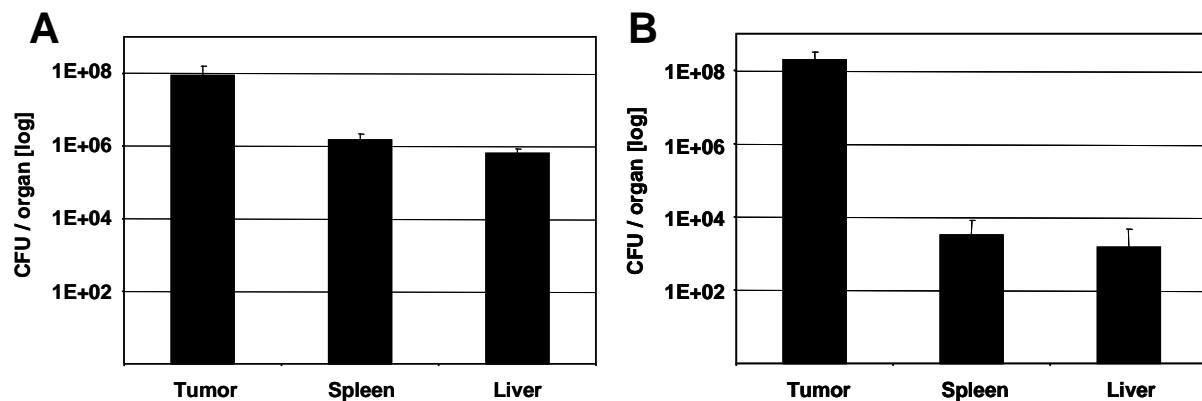 A
CFU / organ [log]
1E+08
1E+06
1E+04
1E+02
Tumor Spleen Liver
B
CFU / organ [log]
1E+08
1E+06
1E+04
1E+02
Tumor Spleen Liver